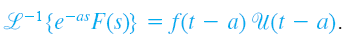 ℒ⁻¹{e⁻ᵃˢF(s)} = f(t − a) 𝒰(t − a).